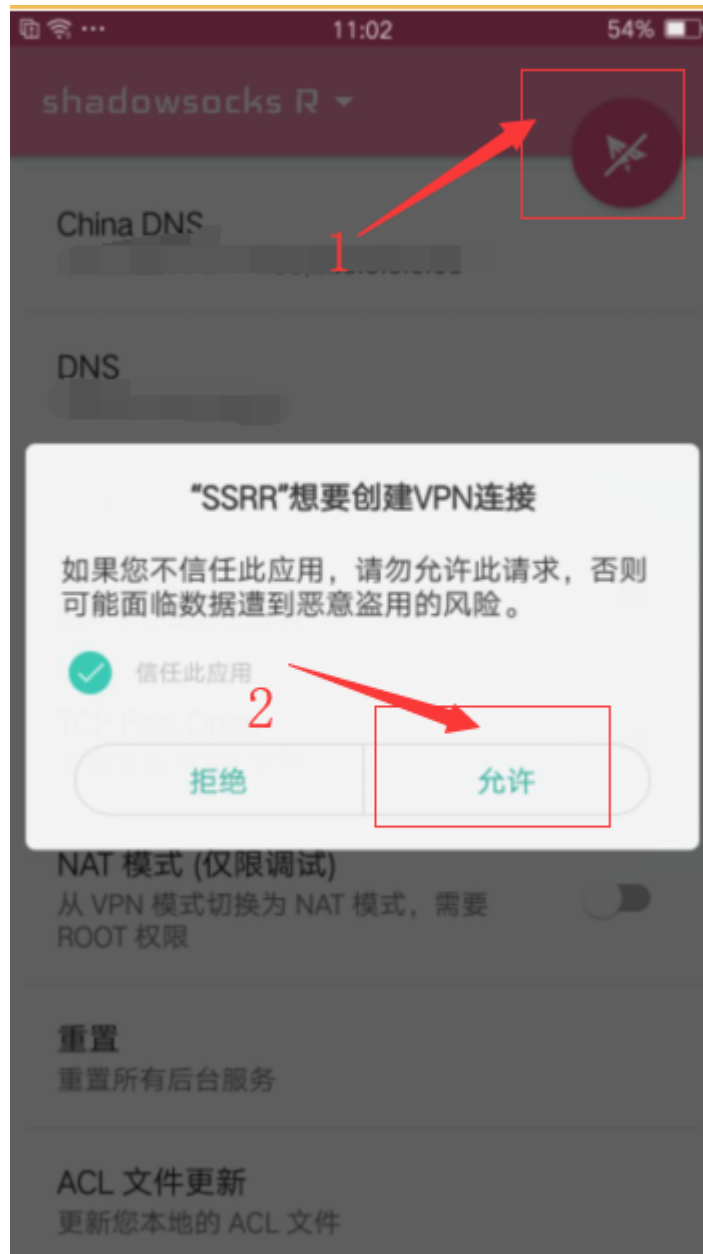 11:02
54%
shadowsocks R
China DNS
1
DNS
"SSRR"想要创建VPN连接
如果您不信任此应用，请勿允许此请求，否则
可能面临数据遭到恶意盗用的风险。
信任此应用
2
TCP Fast Open
拒绝
允许
NAT 模式 (仅限调试)
从 VPN 模式切换为 NAT 模式，需要
ROOT 权限
重置
重置所有后台服务
ACL 文件更新
更新您本地的 ACL 文件